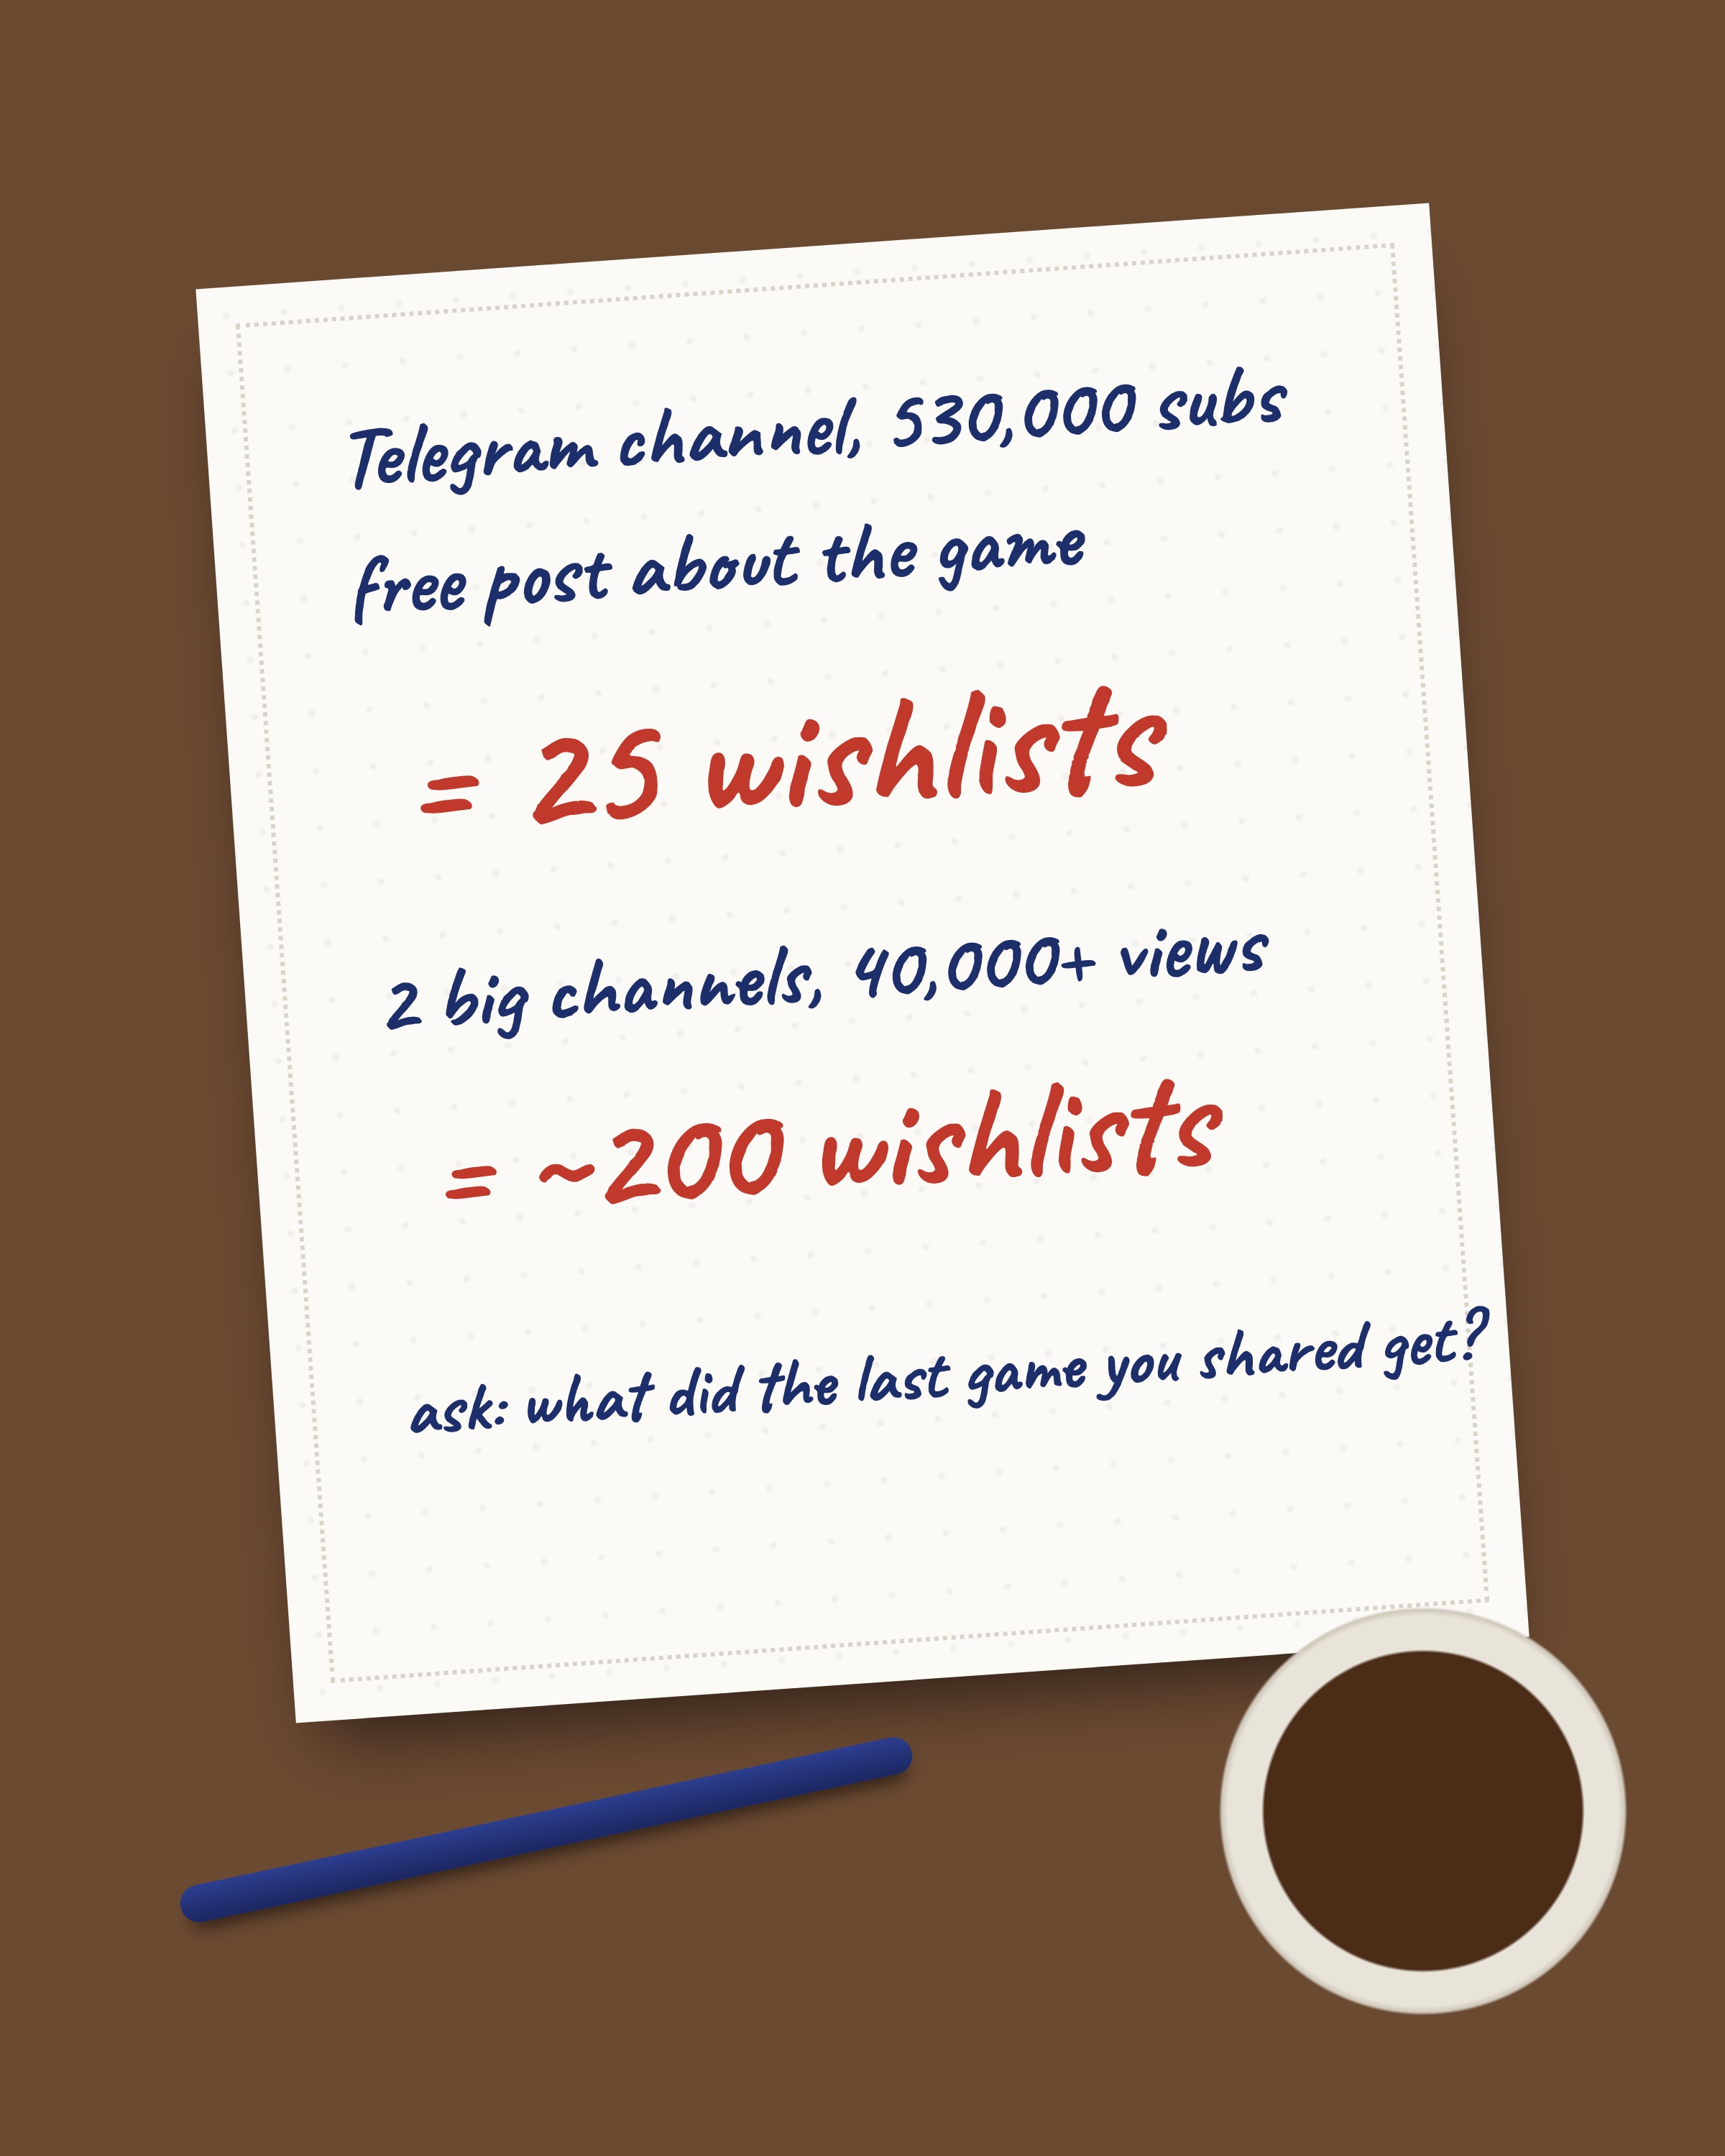 Telegram channel, 530,000 subs
free post about the game
= 25 wishlists
2 big channels, 40,000+ views
= ~200 wishlists
ask: what did the last game you shared get?